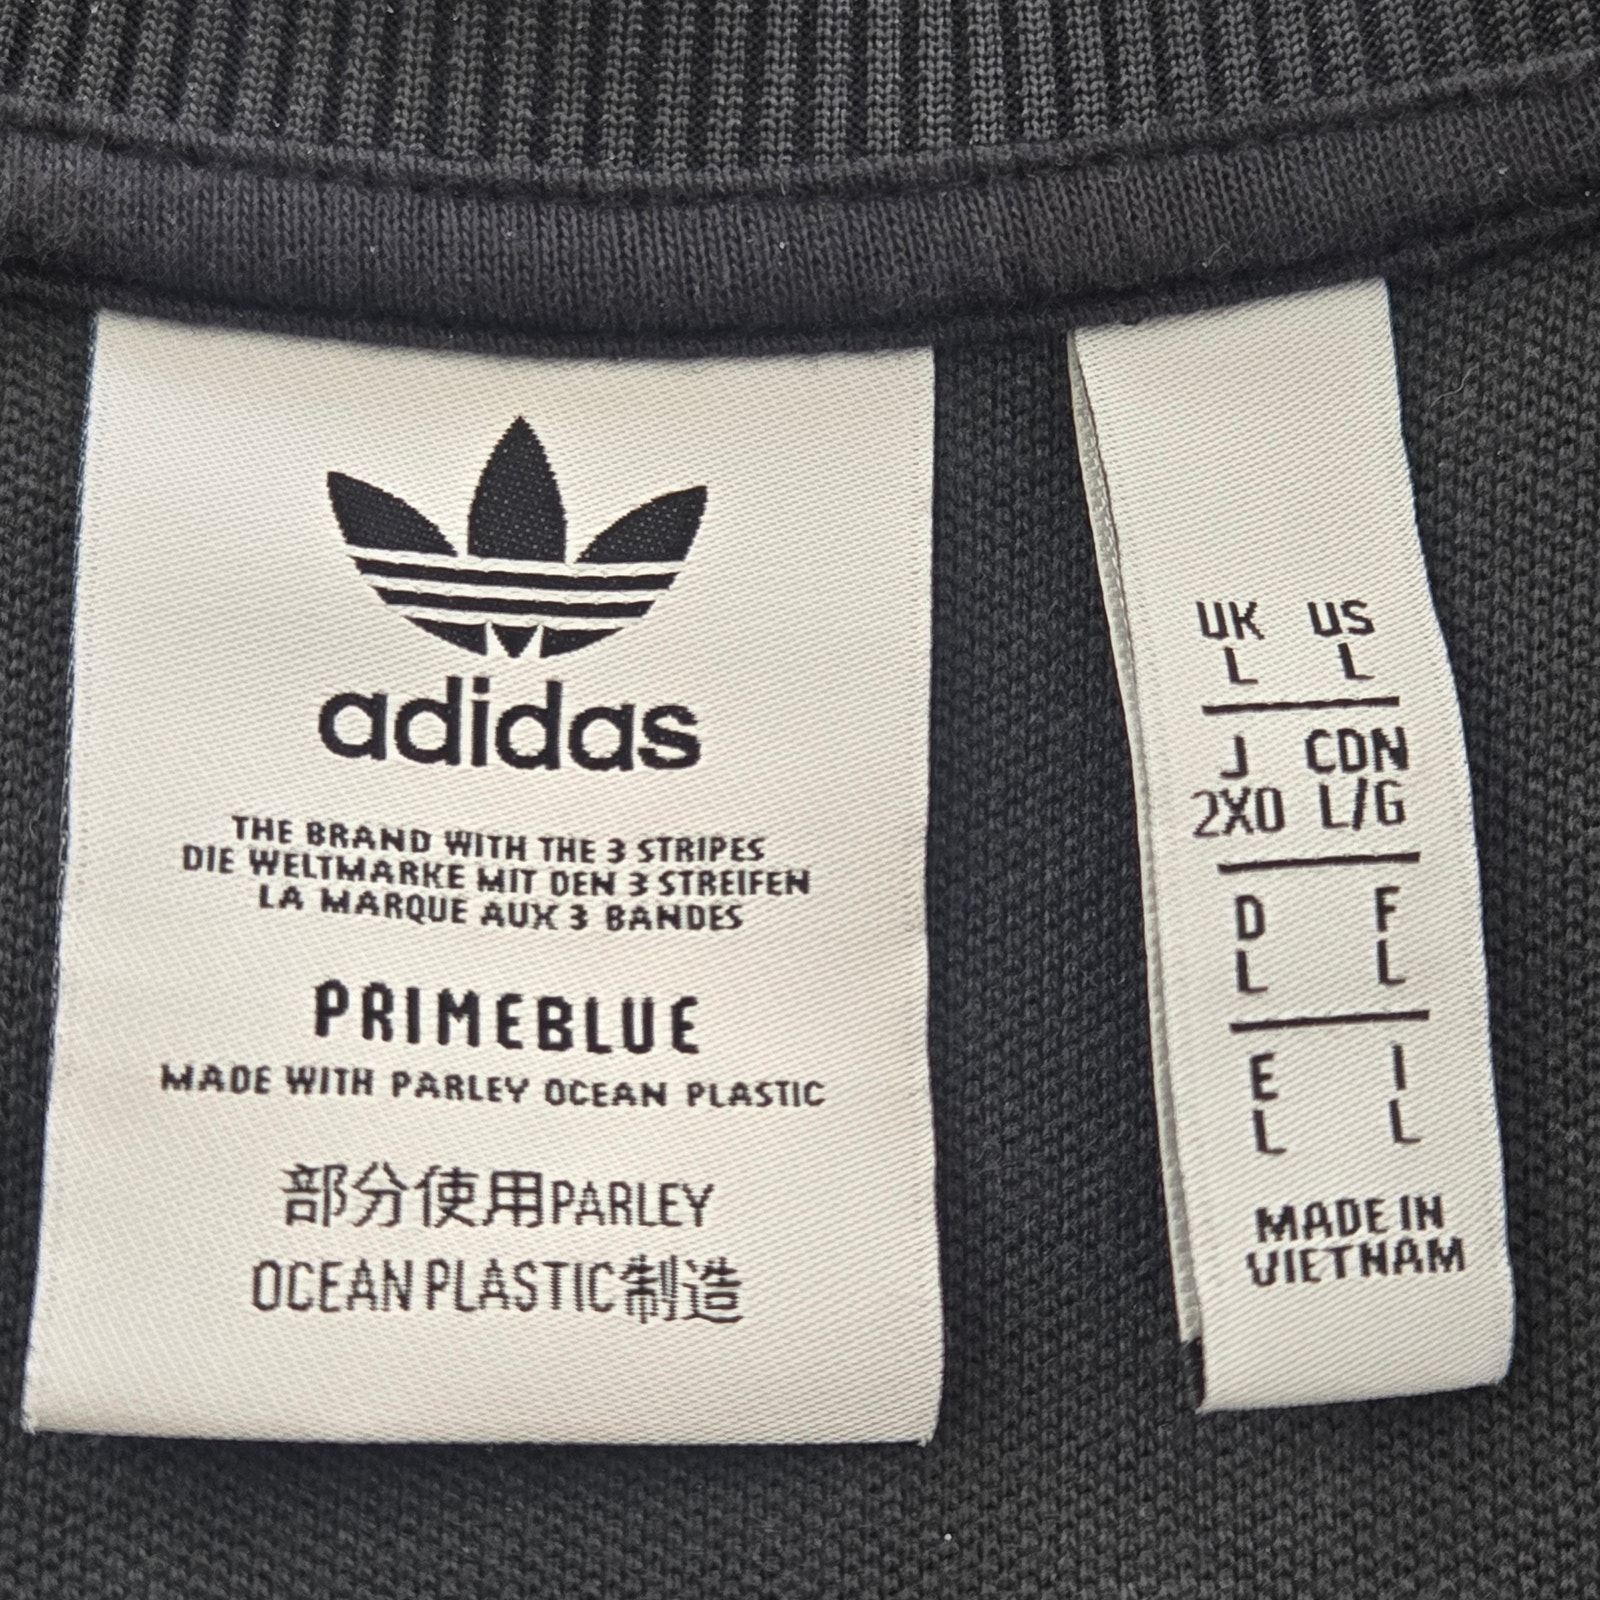 adidas
THE BRAND WITH THE 3 STRIPES
DIE WELTMARKE MIT DEN 3 STREIFEN
LA MARQUE AUX 3 BANDES
PRIMEBLUE
MADE WITH PARLEY OCEAN PLASTIC
部分使用PARLEY
OCEAN PLASTIC制造
UK US
L L
J CDN
2XO L/G
D F
L L
E I
L L
MADE IN
VIETNAM